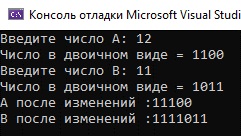 Консоль отладки Microsoft Visual Studi
Введите число A: 12
Число в двоичном виде = 1100
Введите число B: 11
Число в двоичном виде = 1011
A после изменений :11100
B после изменений :1111011